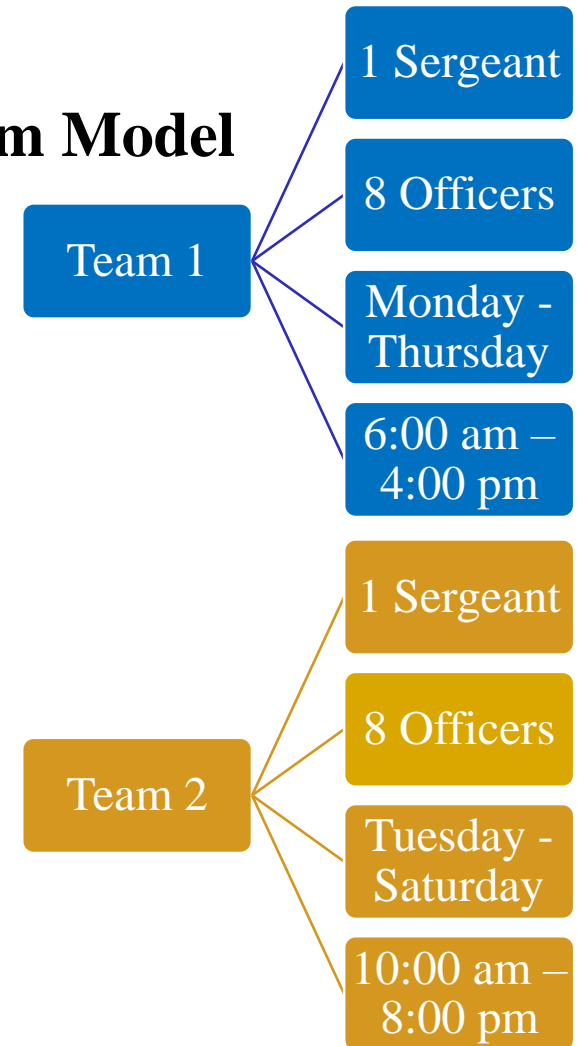 m Model
Team 1
1 Sergeant
8 Officers
Monday -
Thursday
6:00 am –
4:00 pm
Team 2
1 Sergeant
8 Officers
Tuesday -
Saturday
10:00 am –
8:00 pm